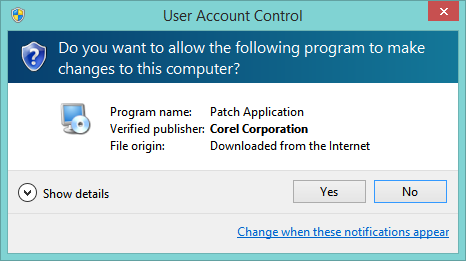 User Account Control
Do you want to allow the following program to make
changes to this computer?
Program name: Patch Application
Verified publisher: Corel Corporation
File origin: Downloaded from the Internet
Show details
Yes
No
Change when these notifications appear